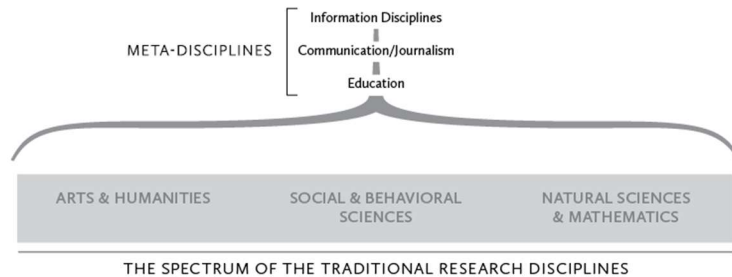 Information Disciplines
META-DISCIPLINES
Communication/Journalism
Education
ARTS & HUMANITIES
SOCIAL & BEHAVIORAL
SCIENCES
NATURAL SCIENCES
& MATHEMATICS
THE SPECTRUM OF THE TRADITIONAL RESEARCH DISCIPLINES